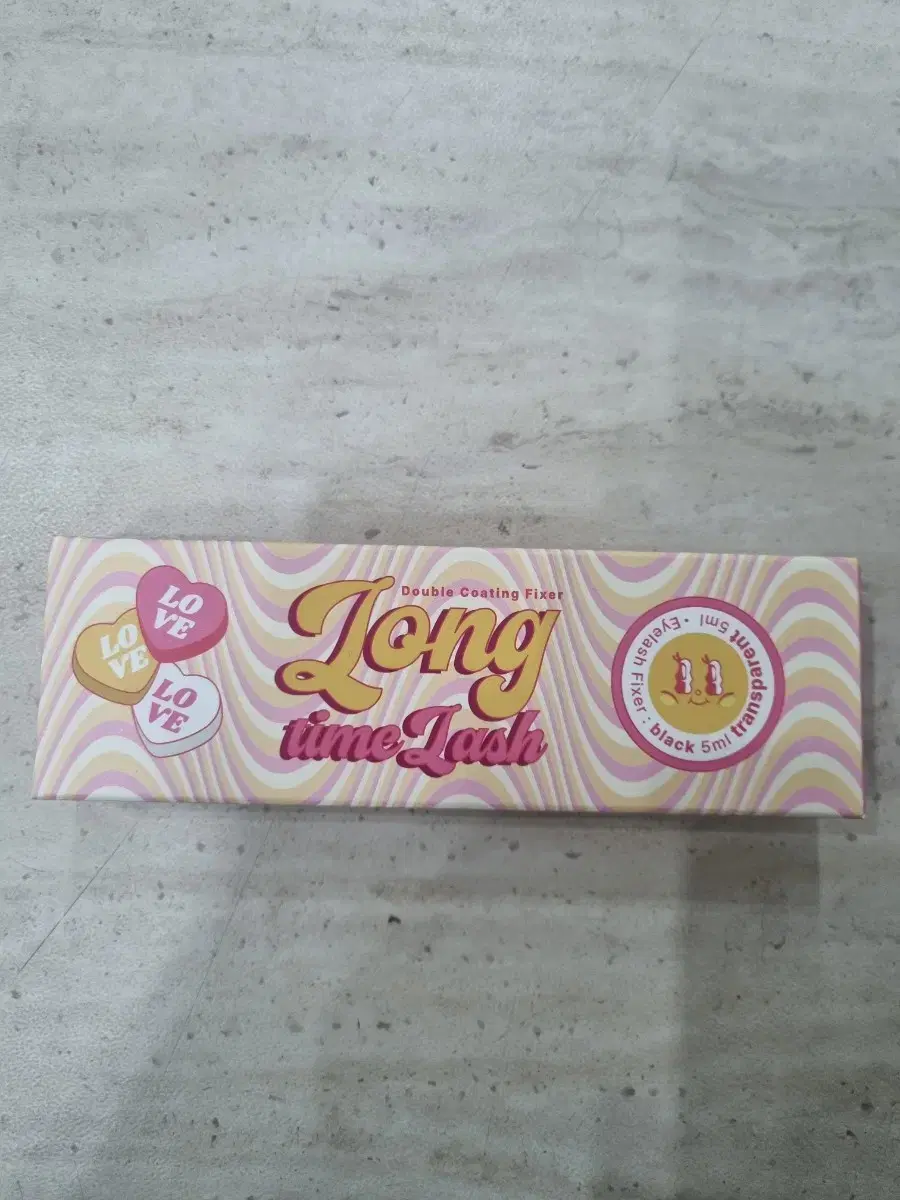 LO
VE
LO
VE
LO
VE
Double Coating Fixer
Long
time Lash
Eyelash Fixer : black 5ml transparent 5ml •